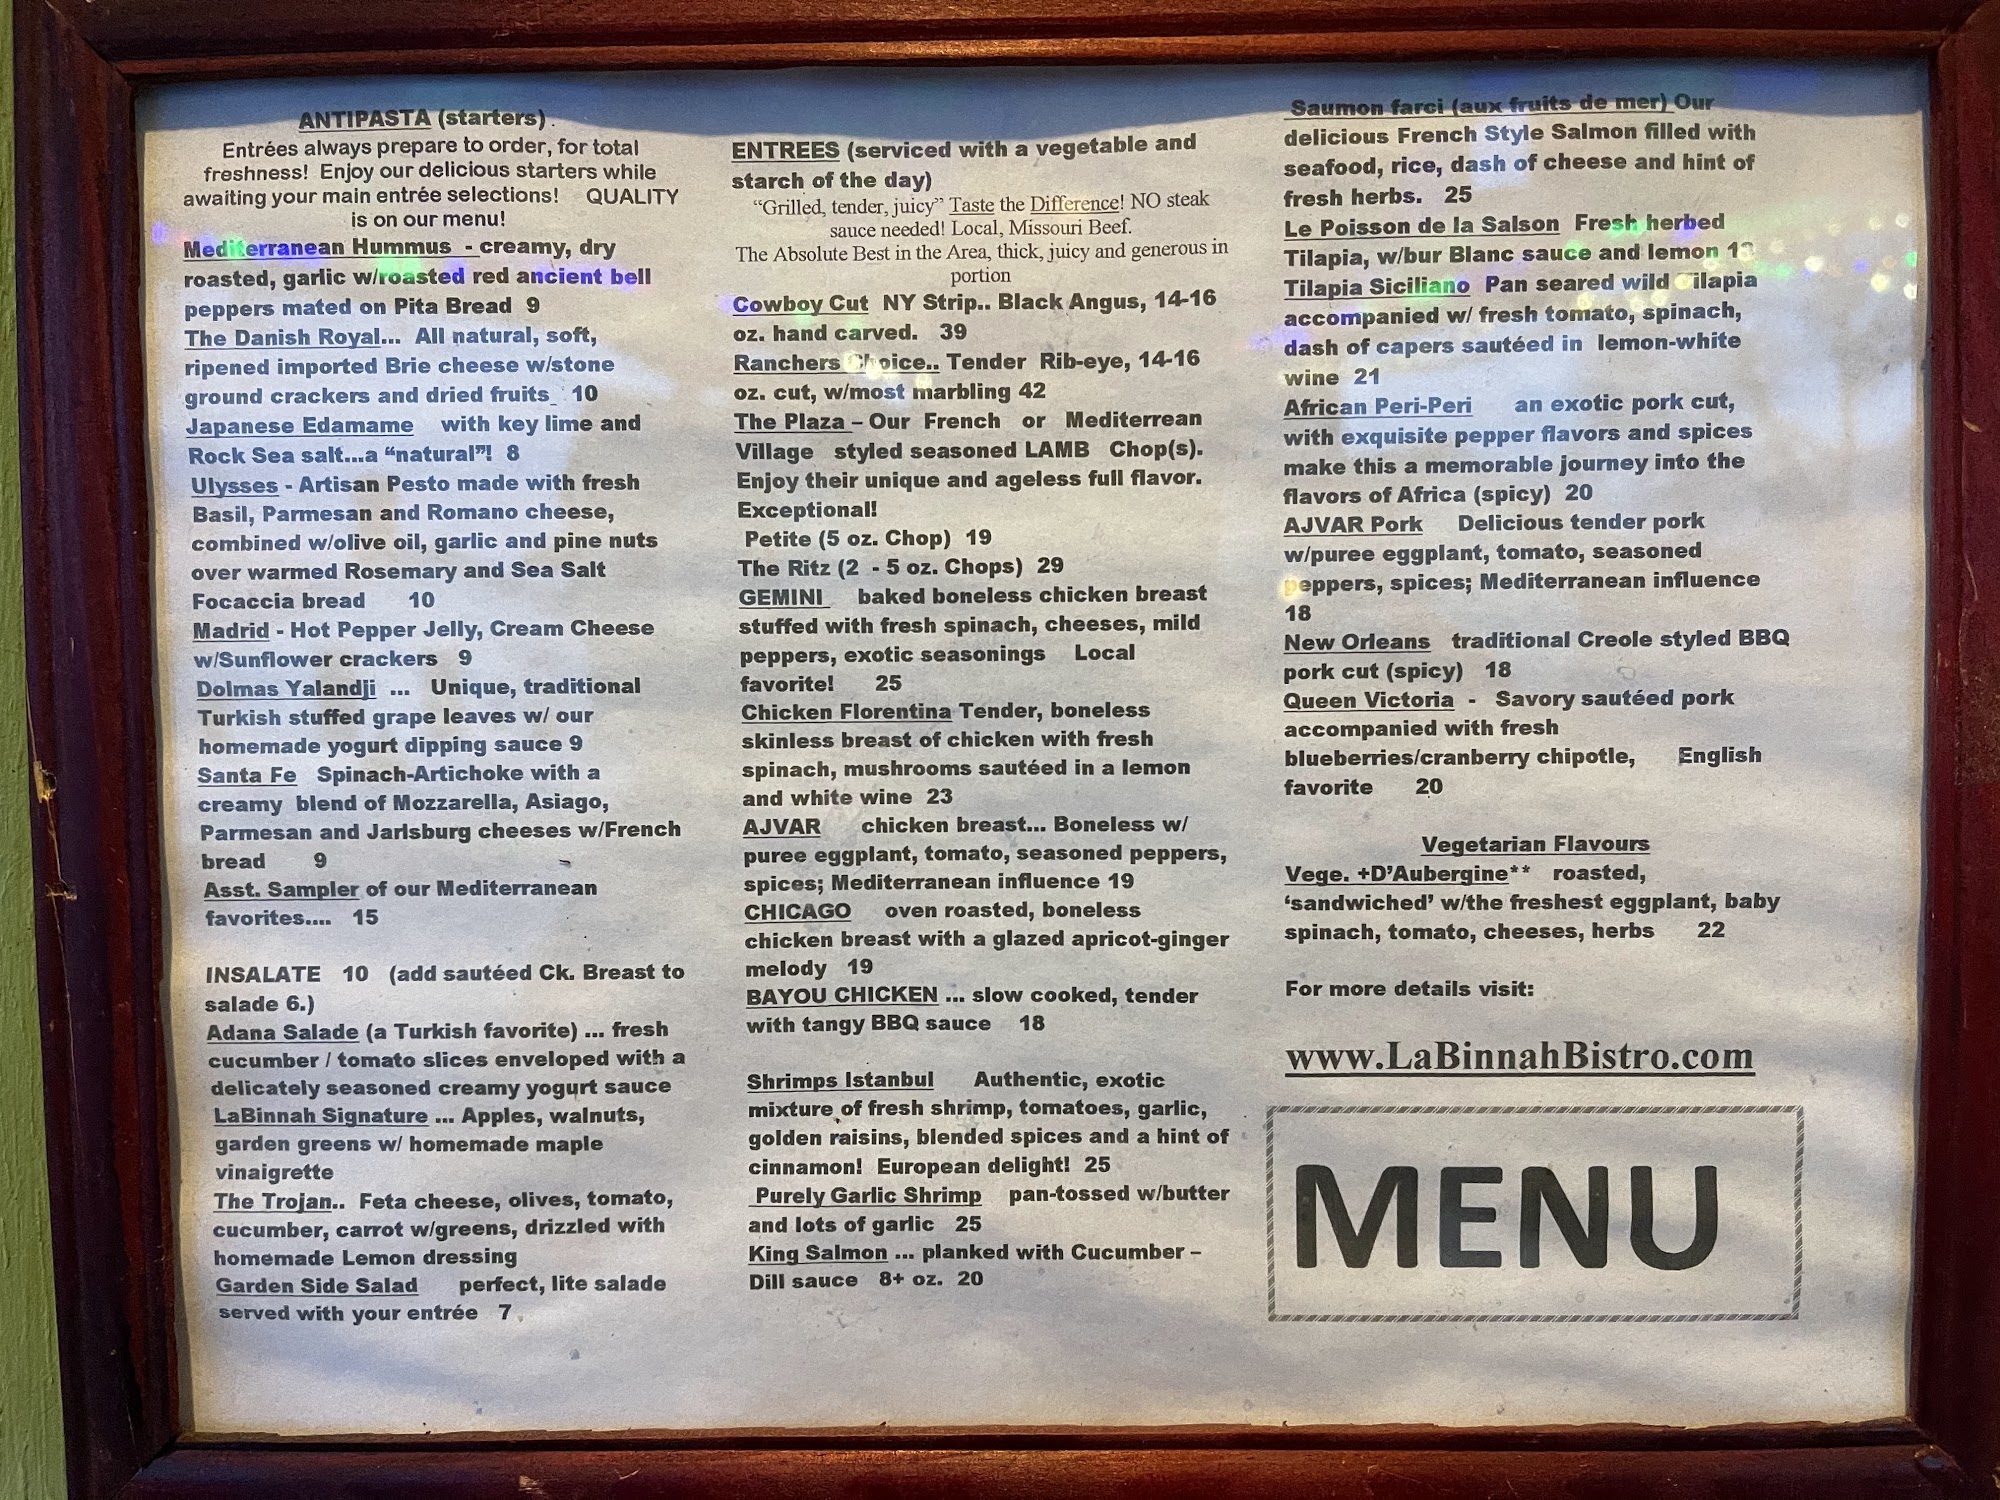 ANTIPASTA (starters)
Entrées always prepare to order, for total
freshness! Enjoy our delicious starters while
awaiting your main entrée selections! QUALITY
is on our menu!
Mediterranean Hummus - creamy, dry
roasted, garlic w/roasted red ancient bell
peppers mated on Pita Bread 9
The Danish Royal... All natural, soft,
ripened imported Brie cheese w/stone
ground crackers and dried fruits 10
Japanese Edamame with key lime and
Rock Sea salt...a “natural”! 8
Ulysses - Artisan Pesto made with fresh
Basil, Parmesan and Romano cheese,
combined w/olive oil, garlic and pine nuts
over warmed Rosemary and Sea Salt
Focaccia bread 10
Madrid - Hot Pepper Jelly, Cream Cheese
w/Sunflower crackers 9
Dolmas Yalandji ... Unique, traditional
Turkish stuffed grape leaves w/ our
homemade yogurt dipping sauce 9
Santa Fe Spinach-Artichoke with a
creamy blend of Mozzarella, Asiago,
Parmesan and Jarlsburg cheeses w/French
bread 9
Asst. Sampler of our Mediterranean
favorites.... 15
INSALATE 10 (add sautéed Ck. Breast to
salade 6.)
Adana Salade (a Turkish favorite) ... fresh
cucumber / tomato slices enveloped with a
delicately seasoned creamy yogurt sauce
LaBinnah Signature ... Apples, walnuts,
garden greens w/ homemade maple
vinaigrette
The Trojan.. Feta cheese, olives, tomato,
cucumber, carrot w/greens, drizzled with
homemade Lemon dressing
Garden Side Salad perfect, lite salade
served with your entrée 7
ENTREES (serviced with a vegetable and
starch of the day)
“Grilled, tender, juicy” Taste the Difference! NO steak
sauce needed! Local, Missouri Beef.
The Absolute Best in the Area, thick, juicy and generous in
portion
Cowboy Cut NY Strip.. Black Angus, 14-16
oz. hand carved. 39
Ranchers Choice.. Tender Rib-eye, 14-16
oz. cut, w/most marbling 42
The Plaza – Our French or Mediterrean
Village styled seasoned LAMB Chop(s).
Enjoy their unique and ageless full flavor.
Exceptional!
Petite (5 oz. Chop) 19
The Ritz (2 - 5 oz. Chops) 29
GEMINI baked boneless chicken breast
stuffed with fresh spinach, cheeses, mild
peppers, exotic seasonings Local
favorite! 25
Chicken Florentina Tender, boneless
skinless breast of chicken with fresh
spinach, mushrooms sautéed in a lemon
and white wine 23
AJVAR chicken breast... Boneless w/
puree eggplant, tomato, seasoned peppers,
spices; Mediterranean influence 19
CHICAGO oven roasted, boneless
chicken breast with a glazed apricot-ginger
melody 19
BAYOU CHICKEN ... slow cooked, tender
with tangy BBQ sauce 18
Shrimps Istanbul Authentic, exotic
mixture of fresh shrimp, tomatoes, garlic,
golden raisins, blended spices and a hint of
cinnamon! European delight! 25
Purely Garlic Shrimp pan-tossed w/butter
and lots of garlic 25
King Salmon ... planked with Cucumber –
Dill sauce 8+ oz. 20
Saumon farci (aux fruits de mer) Our
delicious French Style Salmon filled with
seafood, rice, dash of cheese and hint of
fresh herbs. 25
Le Poisson de la Salson Fresh herbed
Tilapia, w/bur Blanc sauce and lemon
Tilapia Siciliano Pan seared wild Tilapia
accompanied w/ fresh tomato, spinach,
dash of capers sautéed in lemon-white
wine 21
African Peri-Peri an exotic pork cut,
with exquisite pepper flavors and spices
make this a memorable journey into the
flavors of Africa (spicy) 20
AJVAR Pork Delicious tender pork
w/puree eggplant, tomato, seasoned
peppers, spices; Mediterranean influence
18
New Orleans traditional Creole styled BBQ
pork cut (spicy) 18
Queen Victoria - Savory sautéed pork
accompanied with fresh
blueberries/cranberry chipotle, English
favorite 20
Vegetarian Flavours
Vege. +D’Aubergine** roasted,
‘sandwiched’ w/the freshest eggplant, baby
spinach, tomato, cheeses, herbs 22
For more details visit:
www.LaBinnahBistro.com
MENU